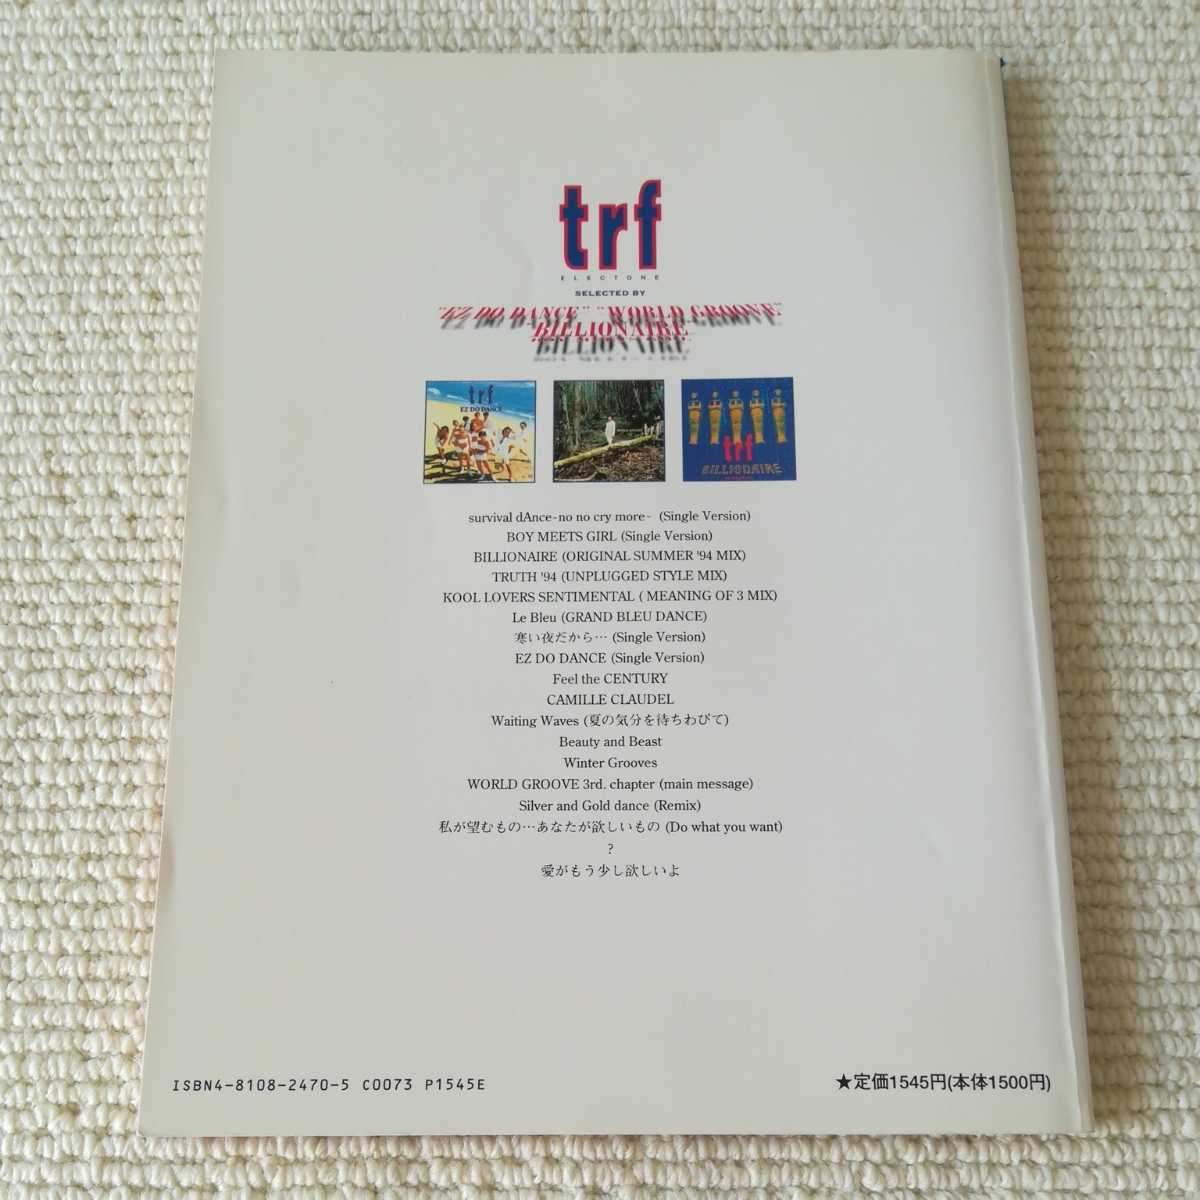 trf
ELECTONE
SELECTED BY
"EZ DO DANCE" "WORLD GROOVE"
"BILLIONAIRE"
trf
EZ DO DANCE
trf
BILLIONAIRE
survival dAnce-no no cry more- (Single Version)
BOY MEETS GIRL (Single Version)
BILLIONAIRE (ORIGINAL SUMMER '94 MIX)
TRUTH '94 (UNPLUGGED STYLE MIX)
KOOL LOVERS SENTIMENTAL ( MEANING OF 3 MIX)
Le Bleu (GRAND BLEU DANCE)
寒い夜だから… (Single Version)
EZ DO DANCE (Single Version)
Feel the CENTURY
CAMILLE CLAUDEL
Waiting Waves (夏の気分を待ちわびて)
Beauty and Beast
Winter Grooves
WORLD GROOVE 3rd. chapter (main message)
Silver and Gold dance (Remix)
私が望むもの…あなたが欲しいもの (Do what you want)
?
愛がもう少し欲しいよ
ISBN4-8108-2470-5 C0073 P1545E
★定価1545円(本体1500円)